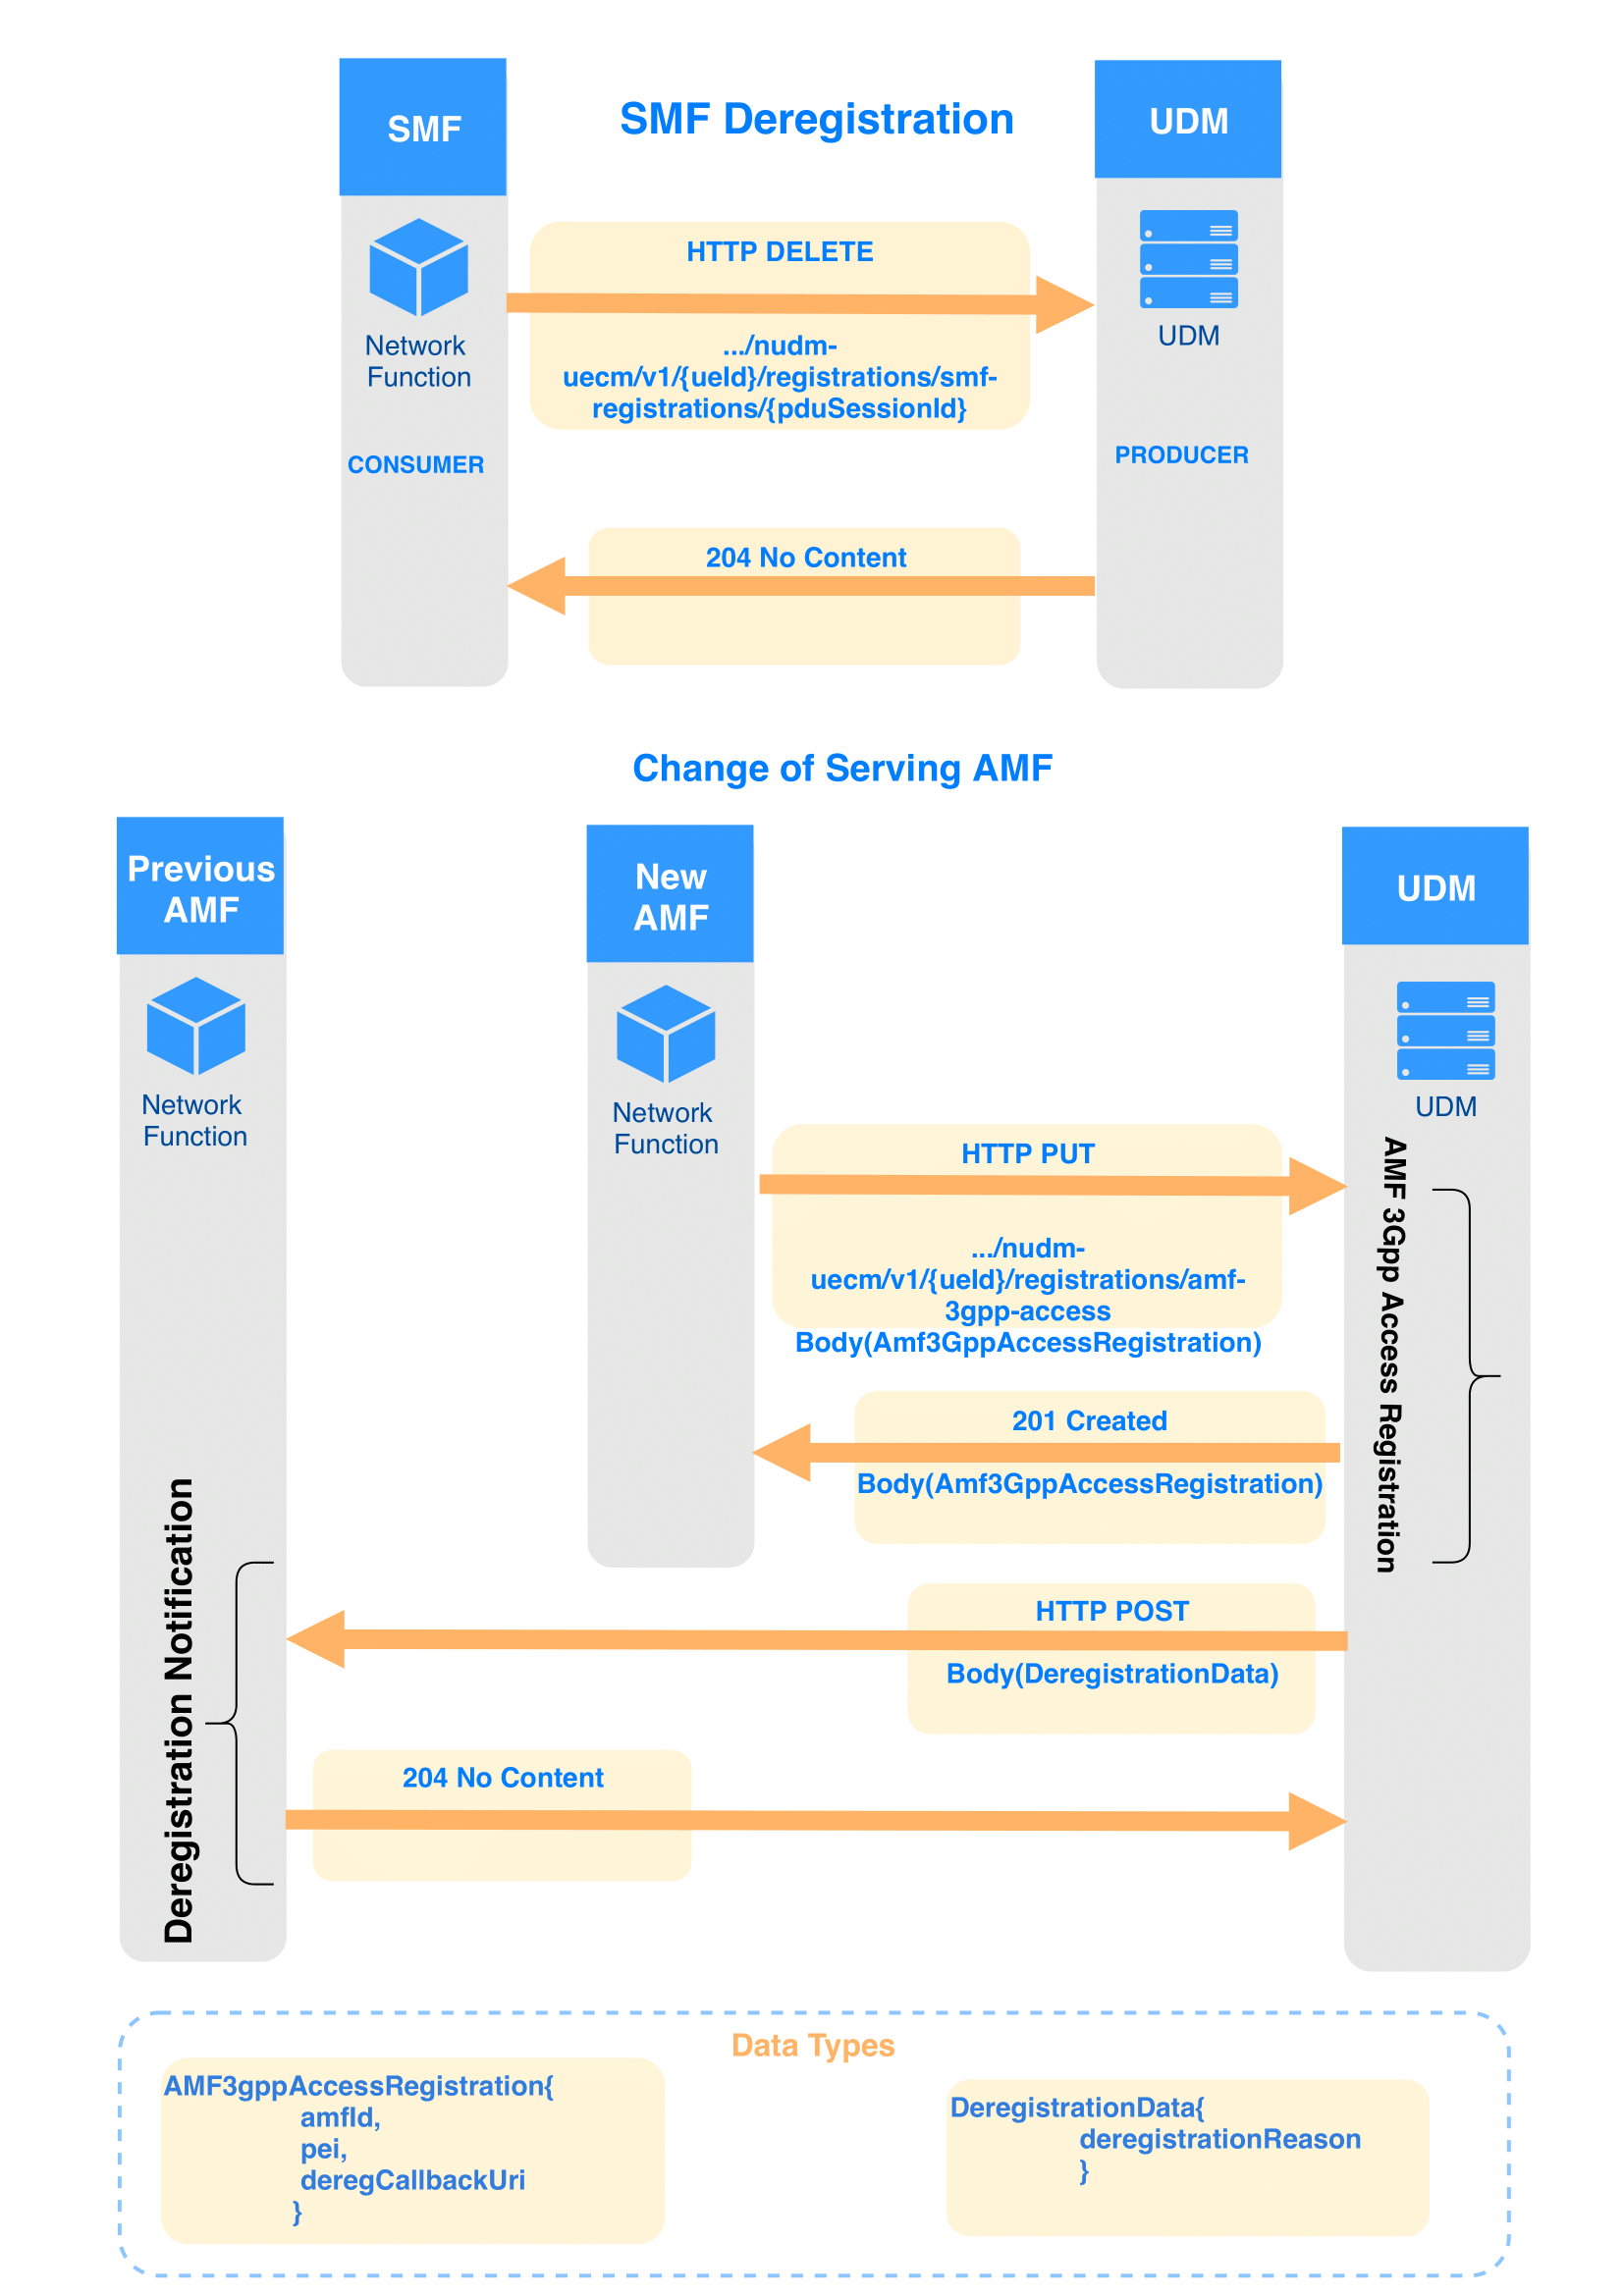 SMF
SMF Deregistration
UDM
HTTP DELETE
Network
Function
UDM
.../nudm-
uecm/v1/{ueId}/registrations/smf-
registrations/{pduSessionId}
CONSUMER
PRODUCER
204 No Content
Change of Serving AMF
Previous
AMF
New
AMF
UDM
Network
Function
Network
Function
UDM
HTTP PUT
.../nudm-
uecm/v1/{ueId}/registrations/amf-
3gpp-access
Body(Amf3GppAccessRegistration)
AMF 3Gpp Access Registration
201 Created
Body(Amf3GppAccessRegistration)
Deregistration Notification
HTTP POST
Body(DeregistrationData)
204 No Content
Data Types
AMF3gppAccessRegistration{
amfId,
pei,
deregCallbackUri
}
DeregistrationData{
deregistrationReason
}